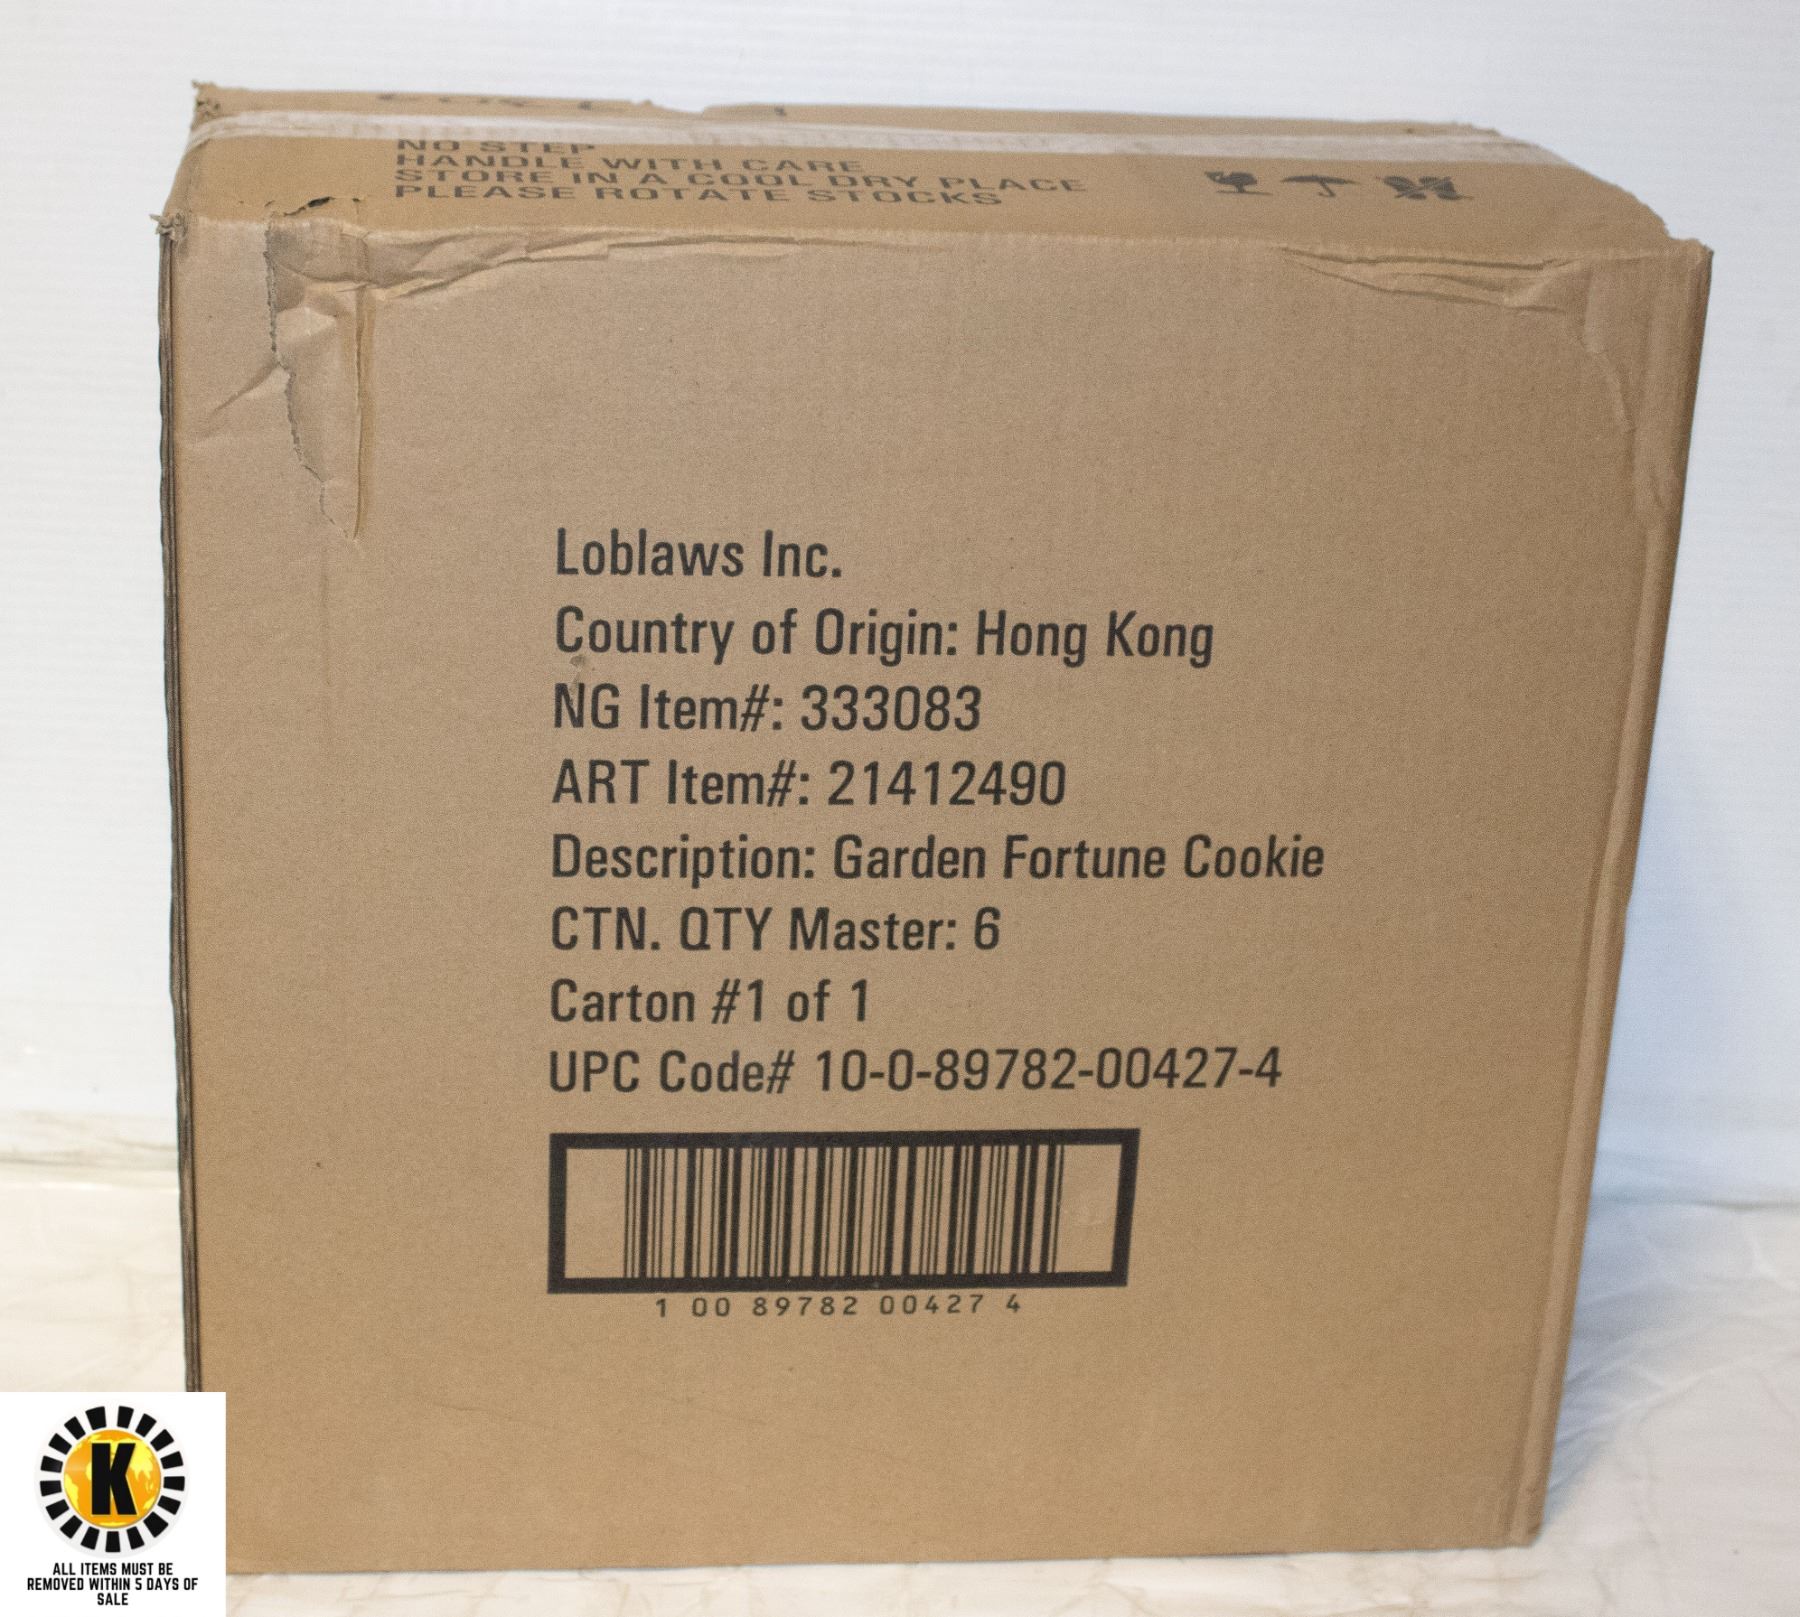 NO STEP
HANDLE WITH CARE
STORE IN A COOL DRY PLACE
PLEASE ROTATE STOCKS
Loblaws Inc.
Country of Origin: Hong Kong
NG Item#: 333083
ART Item#: 21412490
Description: Garden Fortune Cookie
CTN. QTY Master: 6
Carton #1 of 1
UPC Code# 10-0-89782-00427-4
1 00 89782 00427 4
K
ALL ITEMS MUST BE
REMOVED WITHIN 5 DAYS OF
SALE